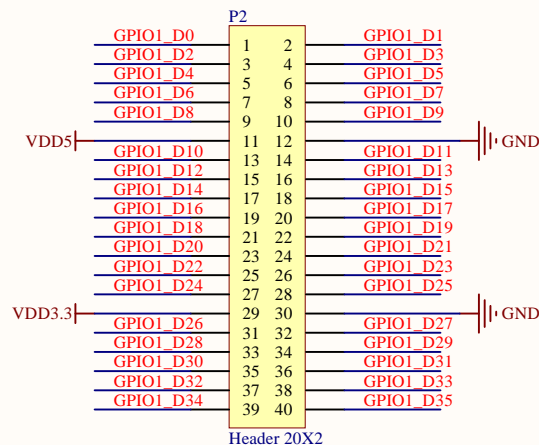 P2
GPIO1_D0 1 2 GPIO1_D1
GPIO1_D2 3 4 GPIO1_D3
GPIO1_D4 5 6 GPIO1_D5
GPIO1_D6 7 8 GPIO1_D7
GPIO1_D8 9 10 GPIO1_D9
VDD5 11 12 GND
GPIO1_D10 13 14 GPIO1_D11
GPIO1_D12 15 16 GPIO1_D13
GPIO1_D14 17 18 GPIO1_D15
GPIO1_D16 19 20 GPIO1_D17
GPIO1_D18 21 22 GPIO1_D19
GPIO1_D20 23 24 GPIO1_D21
GPIO1_D22 25 26 GPIO1_D23
GPIO1_D24 27 28 GPIO1_D25
VDD3.3 29 30 GND
GPIO1_D26 31 32 GPIO1_D27
GPIO1_D28 33 34 GPIO1_D29
GPIO1_D30 35 36 GPIO1_D31
GPIO1_D32 37 38 GPIO1_D33
GPIO1_D34 39 40 GPIO1_D35
Header 20X2